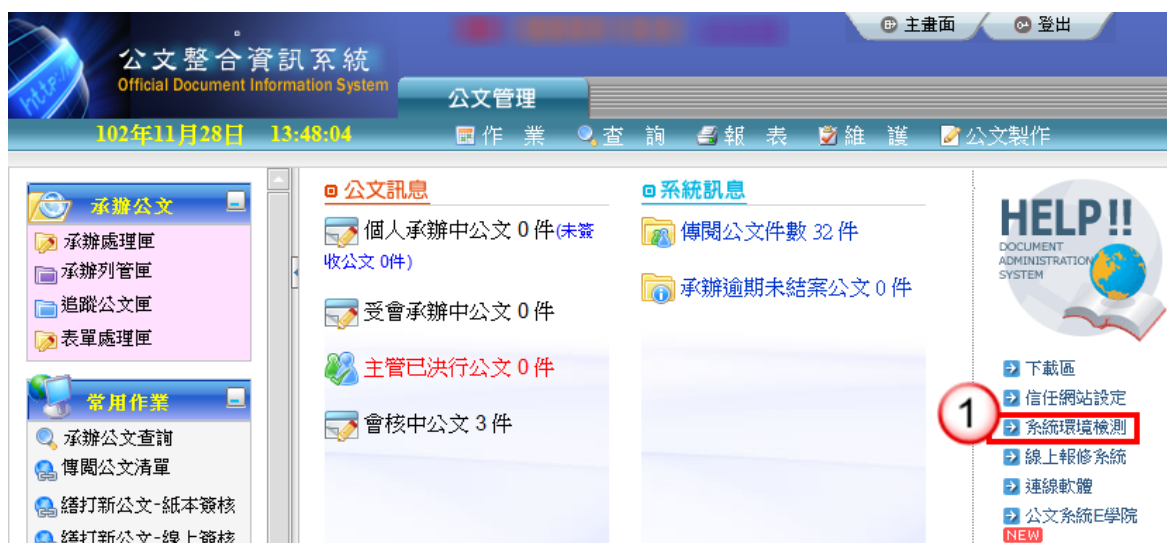 主畫面
登出
公文整合資訊系統
Official Document Information System
http://
公文管理
102年11月28日 13:48:04
作 業
查 詢
報 表
維 護
公文製作
承辦公文
承辦處理匣
承辦列管匣
追蹤公文匣
表單處理匣
常用作業
承辦公文查詢
傳閱公文清單
繕打新公文-紙本簽核
繕打新公文-線上簽核
公文訊息
個人承辦中公文 0 件(未簽
收公文 0件)
受會承辦中公文 0 件
主管已決行公文 0 件
會核中公文 3 件
系統訊息
傳閱公文件數 32 件
承辦逾期未結案公文 0 件
HELP!!
DOCUMENT
ADMINISTRATION
SYSTEM
下載區
信任網站設定
1
系統環境檢測
線上報修系統
連線軟體
公文系統E學院
NEW